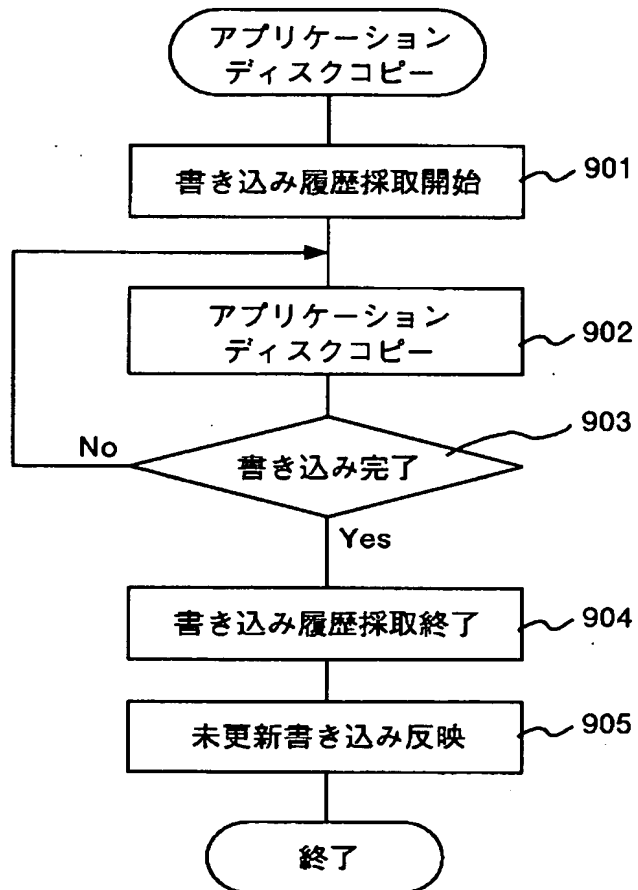 アプリケーション
ディスクコピー
書き込み履歴採取開始
901
アプリケーション
ディスクコピー
902
903
書き込み完了
No
Yes
書き込み履歴採取終了
904
未更新書き込み反映
905
終了